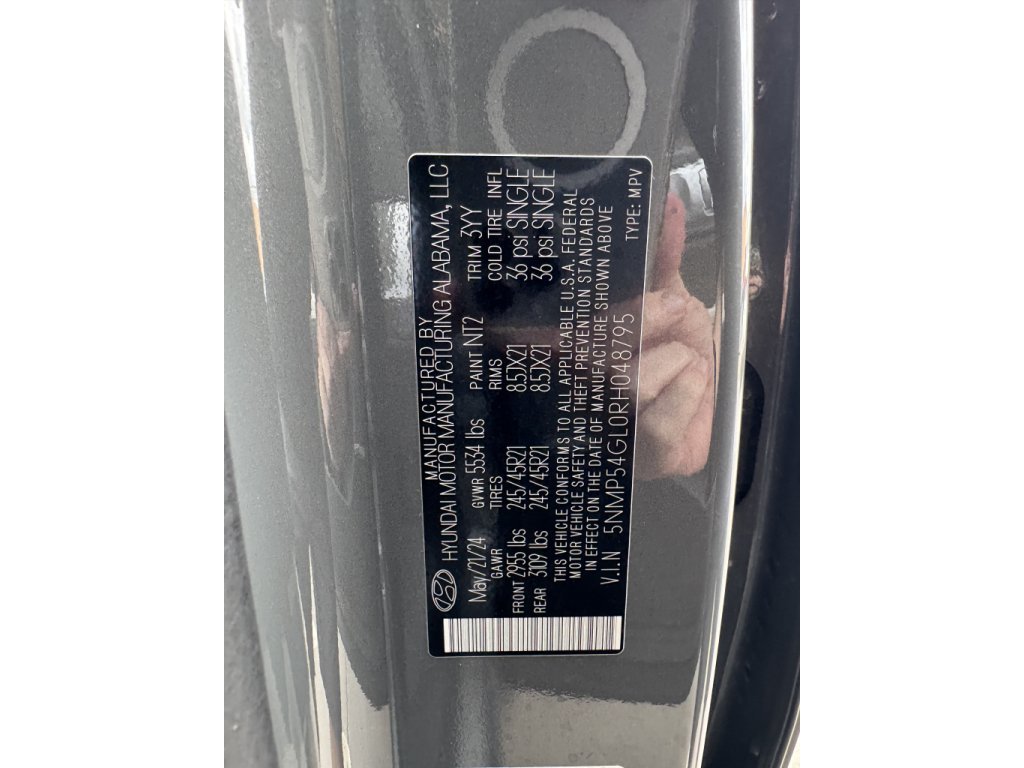 MANUFACTURED BY
HYUNDAI MOTOR MANUFACTURING ALABAMA, LLC
May/21/24 GVWR 5534 lbs PAINT NT2 TRIM 3YY
GAWR TIRES RIMS COLD TIRE INFL
FRONT 2955 lbs 245/45R21 8.5JX21 36 psi SINGLE
REAR 3109 lbs 245/45R21 8.5JX21 36 psi SINGLE
THIS VEHICLE CONFORMS TO ALL APPLICABLE U.S.A. FEDERAL
MOTOR VEHICLE SAFETY AND THEFT PREVENTION STANDARDS
IN EFFECT ON THE DATE OF MANUFACTURE SHOWN ABOVE
V.I.N 5NMP54GL0RH048795 TYPE: MPV